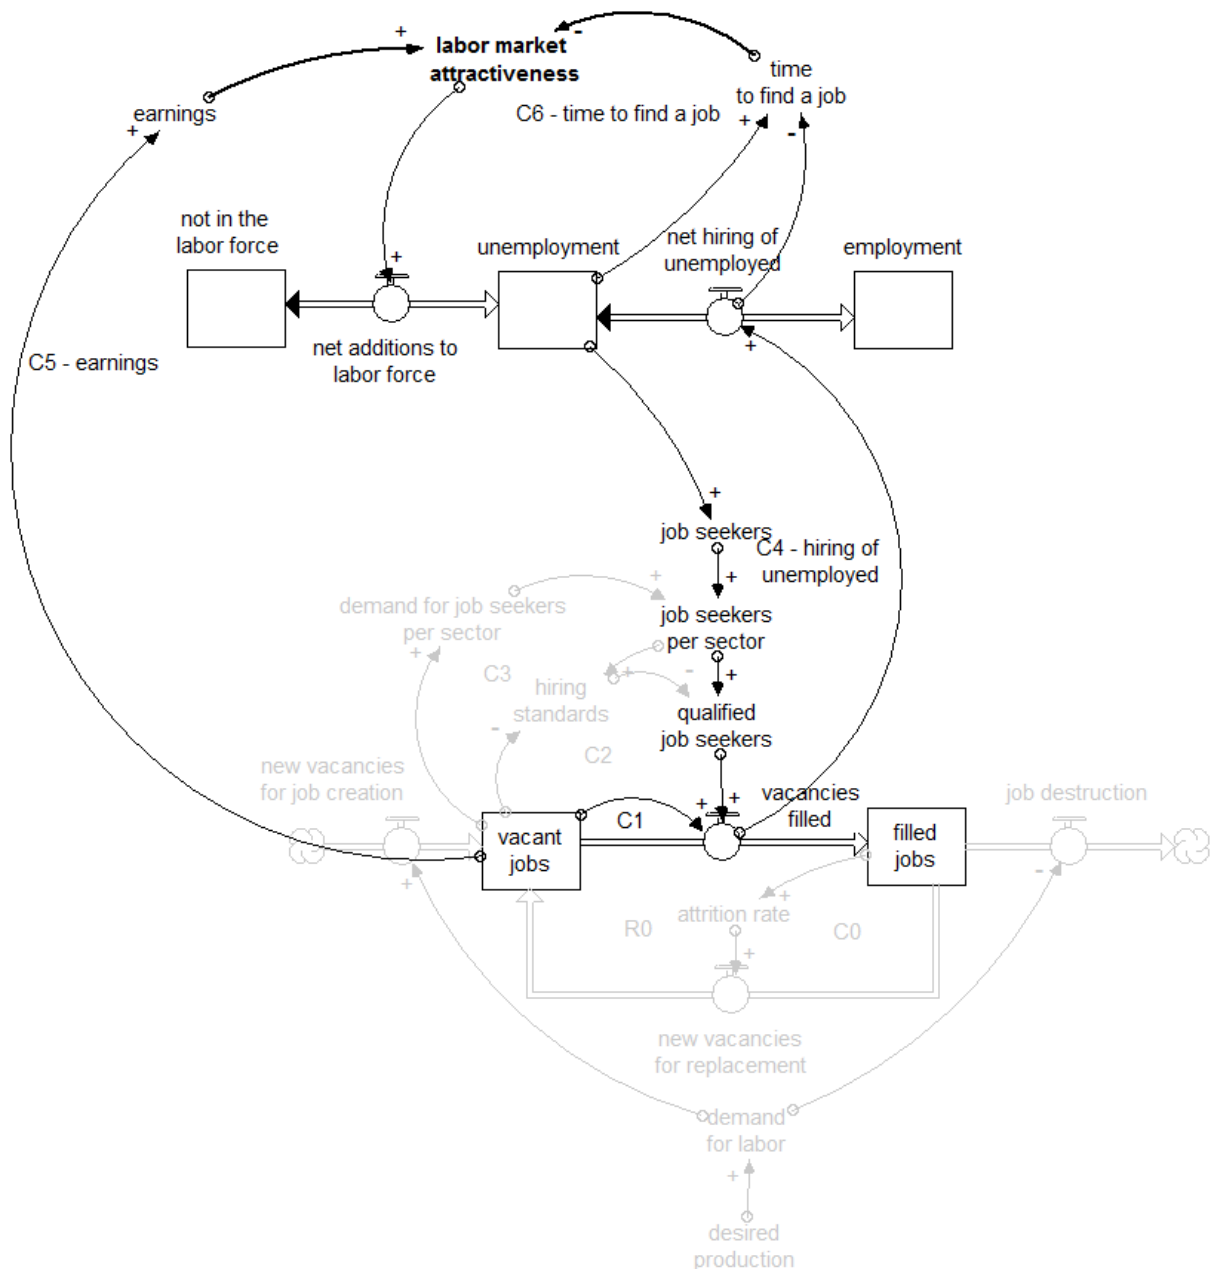 +
-
labor market
attractiveness
time
to find a job
earnings
C6 - time to find a job
+
+
-
not in the
labor force
unemployment
net hiring of
unemployed
employment
+
net additions to
labor force
+
C5 - earnings
+
job seekers
C4 - hiring of
unemployed
+
+
demand for job seekers
per sector
job seekers
per sector
+
C3
+
+
-
+
hiring
standards
qualified
job seekers
-
C2
new vacancies
for job creation
+
+
vacancies
filled
job destruction
C1
vacant
jobs
filled
jobs
+
-
+
attrition rate
R0
C0
+
new vacancies
for replacement
demand
for labor
+
desired
production